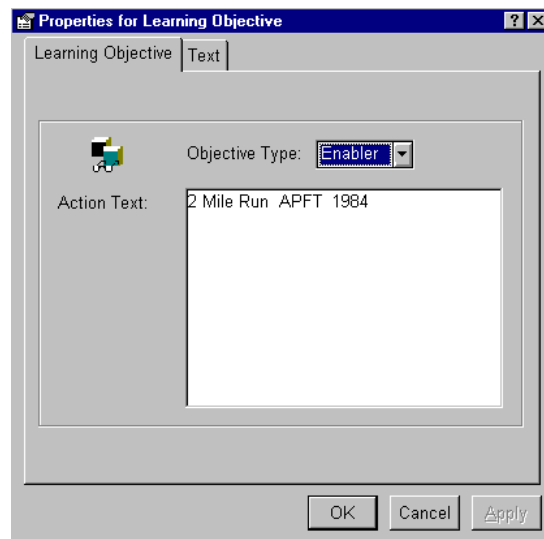 Properties for Learning Objective
Learning Objective Text
Objective Type: Enabler
Action Text: 2 Mile Run APFT 1984
OK Cancel Apply